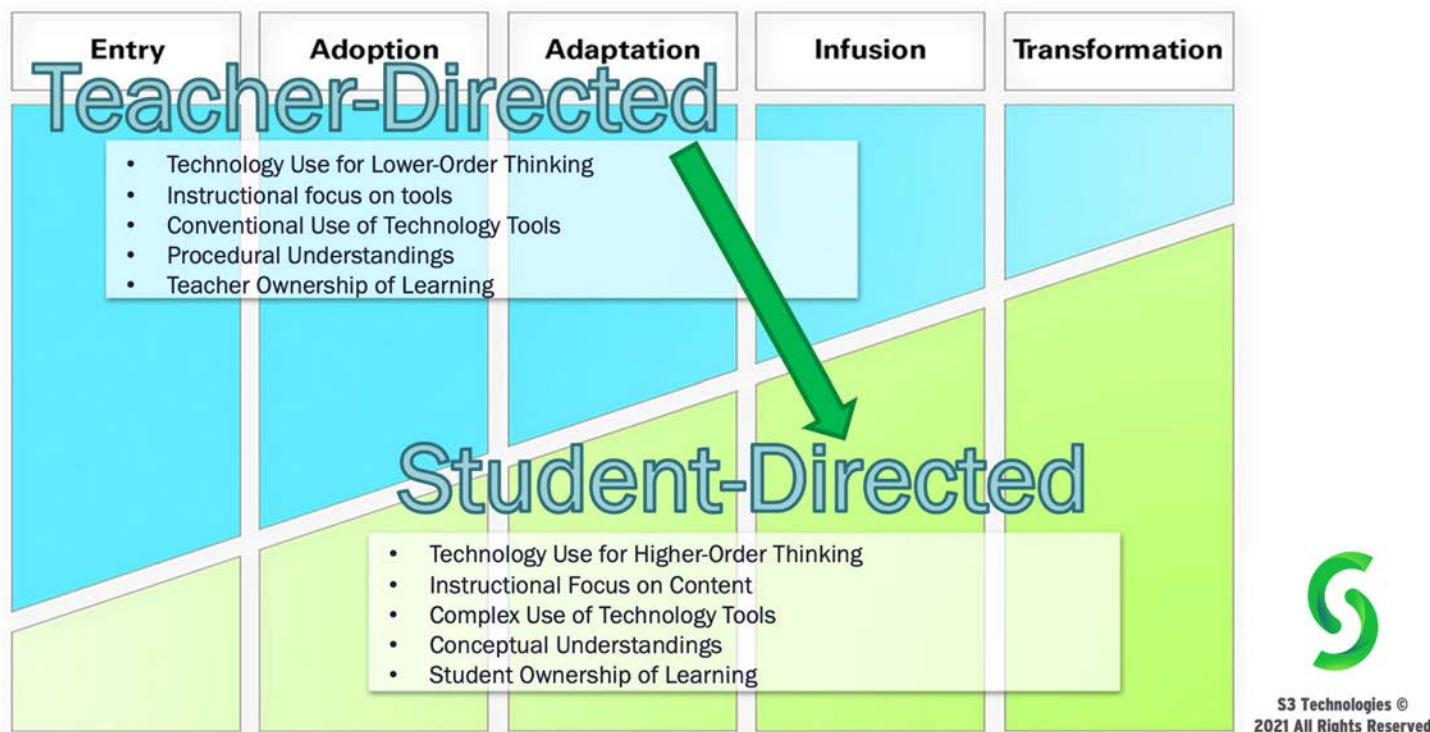 Entry
Adoption
Adaptation
Infusion
Transformation
Teacher-Directed
• Technology Use for Lower-Order Thinking
• Instructional focus on tools
• Conventional Use of Technology Tools
• Procedural Understandings
• Teacher Ownership of Learning
Student-Directed
• Technology Use for Higher-Order Thinking
• Instructional Focus on Content
• Complex Use of Technology Tools
• Conceptual Understandings
• Student Ownership of Learning
S3 Technologies ©
2021 All Rights Reserved